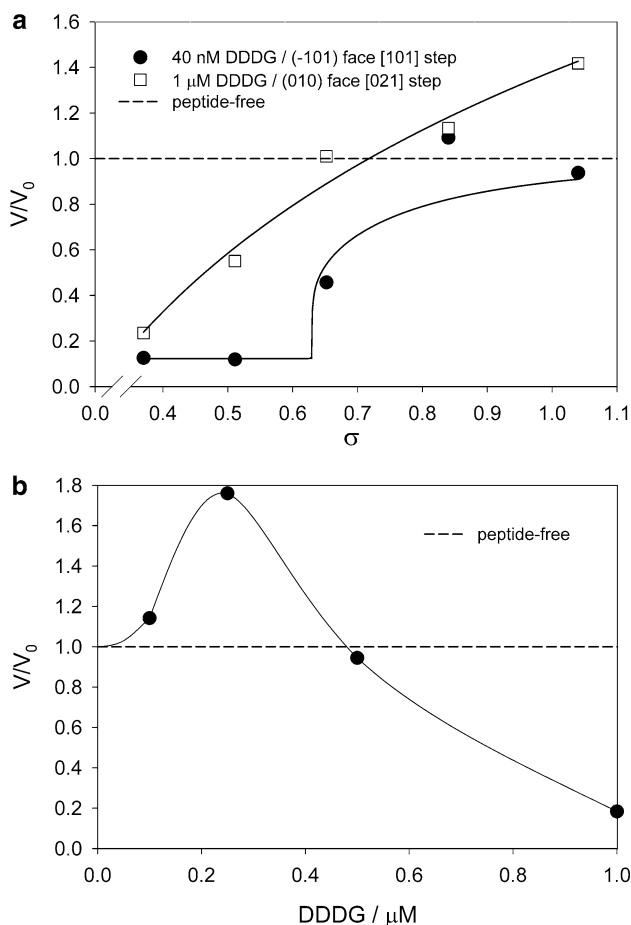 a
1.6
1.4
1.2
1.0
0.8
0.6
0.4
0.2
0.0
V/V₀
40 nM DDDG / (-101) face [101] step
1 μM DDDG / (010) face [021] step
peptide-free
0.0 0.4 0.5 0.6 0.7 0.8 0.9 1.0 1.1
σ
b
1.8
1.6
1.4
1.2
1.0
0.8
0.6
0.4
0.2
0.0
V/V₀
peptide-free
0.0 0.2 0.4 0.6 0.8 1.0
DDDG / μM